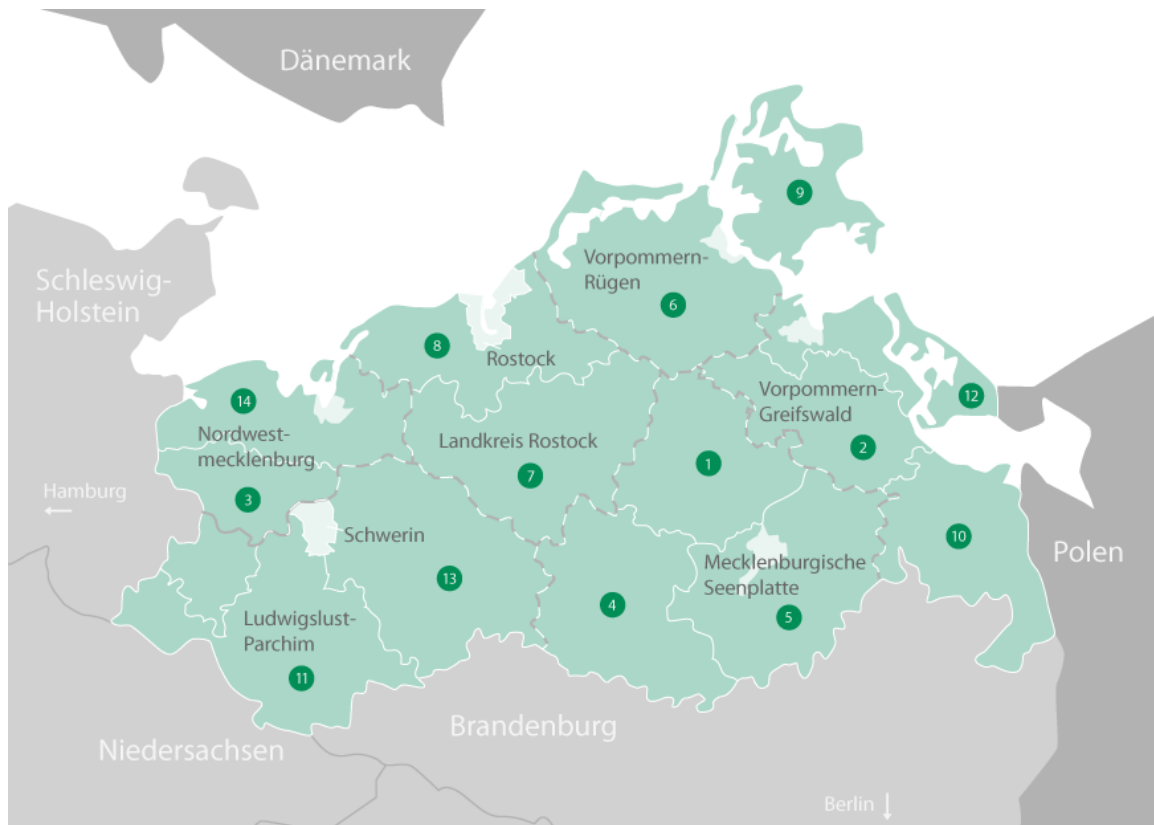 Dänemark
9
Schleswig-
Holstein
Vorpommern-
Rügen
6
8
Rostock
14
Nordwest-
mecklenburg
Vorpommern-
Greifswald
12
2
Landkreis Rostock
7
1
3
Hamburg
Schwerin
10
Polen
13
Mecklenburgische
Seenplatte
4
5
Ludwigslust-
Parchim
11
Brandenburg
Niedersachsen
Berlin